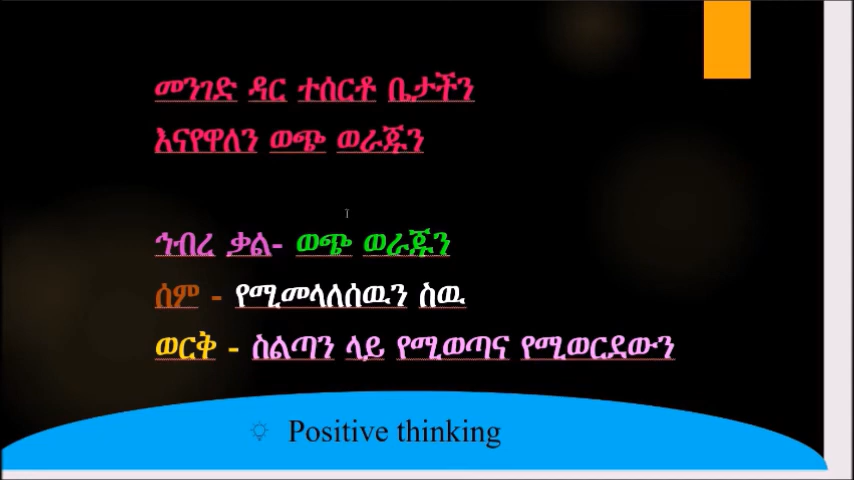 መንገድ ዳር ተሰርቶ ቤታችን
እናየዋለን ወጭ ወራጁን
ኅብረ ቃል- ወጭ ወራጁን
ሰም - የሚመላለሰዉን ስዉ
ወርቅ - ስልጣን ላይ የሚወጣና የሚወርደውን
Positive thinking